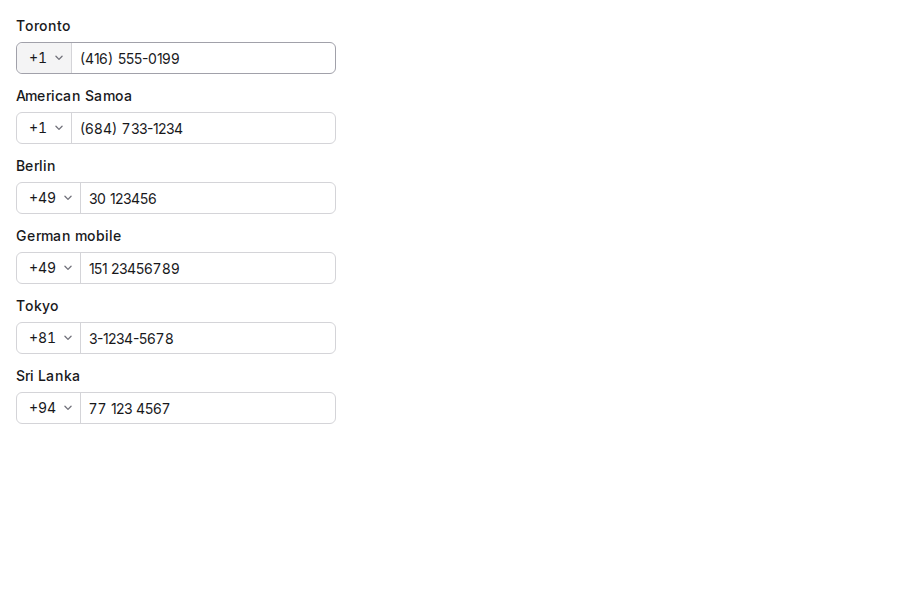 Toronto
+1 (416) 555-0199
American Samoa
+1 (684) 733-1234
Berlin
+49 30 123456
German mobile
+49 151 23456789
Tokyo
+81 3-1234-5678
Sri Lanka
+94 77 123 4567